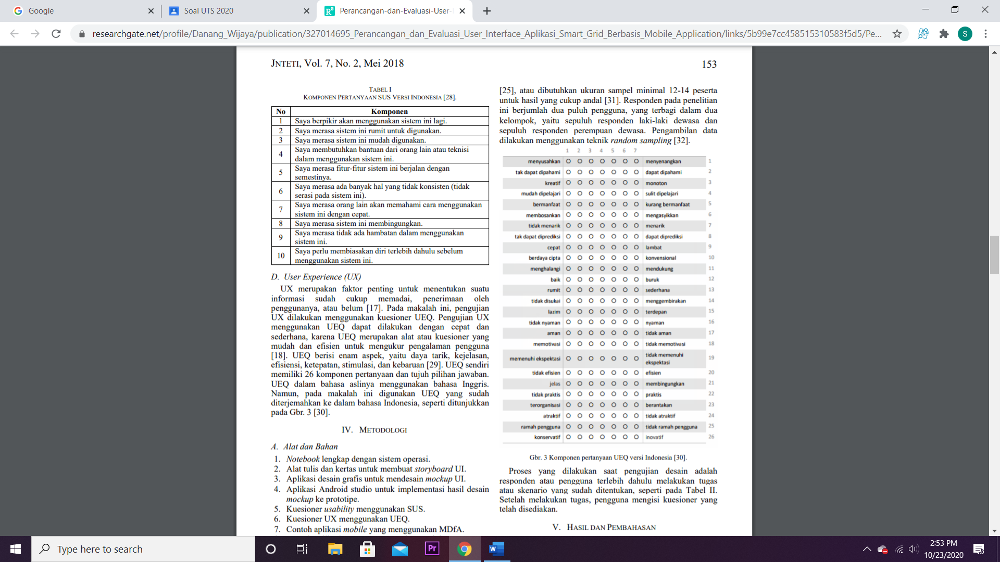 Google
Soal UTS 2020
Perancangan-dan-Evaluasi-User-
researchgate.net/profile/Danang_Wijaya/publication/327014695_Perancangan_dan_Evaluasi_User_Interface_Aplikasi_Smart_Grid_Berbasis_Mobile_Application/links/5b99e7cc458515310583f5d5/Pe...
S
JNTETI, Vol. 7, No. 2, Mei 2018
153
TABEL I
KOMPONEN PERTANYAAN SUS VERSI INDONESIA [28].
No Komponen
1 Saya berpikir akan menggunakan sistem ini lagi.
2 Saya merasa sistem ini rumit untuk digunakan.
3 Saya merasa sistem ini mudah digunakan.
4 Saya membutuhkan bantuan dari orang lain atau teknisi
dalam menggunakan sistem ini.
5 Saya merasa fitur-fitur sistem ini berjalan dengan
semestinya.
6 Saya merasa ada banyak hal yang tidak konsisten (tidak
serasi pada sistem ini).
7 Saya merasa orang lain akan memahami cara menggunakan
sistem ini dengan cepat.
8 Saya merasa sistem ini membingungkan.
9 Saya merasa tidak ada hambatan dalam menggunakan
sistem ini.
10 Saya perlu membiasakan diri terlebih dahulu sebelum
menggunakan sistem ini.
D. User Experience (UX)
UX merupakan faktor penting untuk menentukan suatu
informasi sudah cukup memadai, penerimaan oleh
penggunanya, atau belum [17]. Pada makalah ini, pengujian
UX dilakukan menggunakan kuesioner UEQ. Pengujian UX
menggunakan UEQ dapat dilakukan dengan cepat dan
sederhana, karena UEQ merupakan alat atau kuesioner yang
mudah dan efisien untuk mengukur pengalaman pengguna
[18]. UEQ berisi enam aspek, yaitu daya tarik, kejelasan,
efisiensi, ketepatan, stimulasi, dan kebaruan [29]. UEQ sendiri
memiliki 26 komponen pertanyaan dan tujuh pilihan jawaban.
UEQ dalam bahasa aslinya menggunakan bahasa Inggris.
Namun, pada makalah ini digunakan UEQ yang sudah
diterjemahkan ke dalam bahasa Indonesia, seperti ditunjukkan
pada Gbr. 3 [30].
IV. METODOLOGI
A. Alat dan Bahan
1. Notebook lengkap dengan sistem operasi.
2. Alat tulis dan kertas untuk membuat storyboard UI.
3. Aplikasi desain grafis untuk mendesain mockup UI.
4. Aplikasi Android studio untuk implementasi hasil desain
mockup ke prototipe.
5. Kuesioner usability menggunakan SUS.
6. Kuesioner UX menggunakan UEQ.
7. Contoh aplikasi mobile yang menggunakan MDfA.
[25], atau dibutuhkan ukuran sampel minimal 12-14 peserta
untuk hasil yang cukup andal [31]. Responden pada penelitian
ini berjumlah dua puluh pengguna, yang terbagi dalam dua
kelompok, yaitu sepuluh responden laki-laki dewasa dan
sepuluh responden perempuan dewasa. Pengambilan data
dilakukan menggunakan teknik random sampling [32].
1 2 3 4 5 6 7
menyusahkan menyenangkan 1
tak dapat dipahami dapat dipahami 2
kreatif monoton 3
mudah dipelajari sulit dipelajari 4
bermanfaat kurang bermanfaat 5
membosankan mengasyikkan 6
tidak menarik menarik 7
tak dapat diprediksi dapat diprediksi 8
cepat lambat 9
berdaya cipta konvensional 10
menghalangi mendukung 11
baik buruk 12
rumit sederhana 13
tidak disukai menggembirakan 14
lazim terdepan 15
tidak nyaman nyaman 16
aman tidak aman 17
memotivasi tidak memotivasi 18
memenuhi ekspektasi tidak memenuhi ekspektasi 19
tidak efisien efisien 20
jelas membingungkan 21
tidak praktis praktis 22
terorganisasi berantakan 23
atraktif tidak atraktif 24
ramah pengguna tidak ramah pengguna 25
konservatif inovatif 26
Gbr. 3 Komponen pertanyaan UEQ versi Indonesia [30].
Proses yang dilakukan saat pengujian desain adalah
responden atau pengguna terlebih dahulu melakukan tugas
atau skenario yang sudah ditentukan, seperti pada Tabel II.
Setelah melakukan tugas, pengguna mengisi kuesioner yang
telah disediakan.
V. HASIL DAN PEMBAHASAN
Type here to search
Pr
W
2:53 PM
10/23/2020